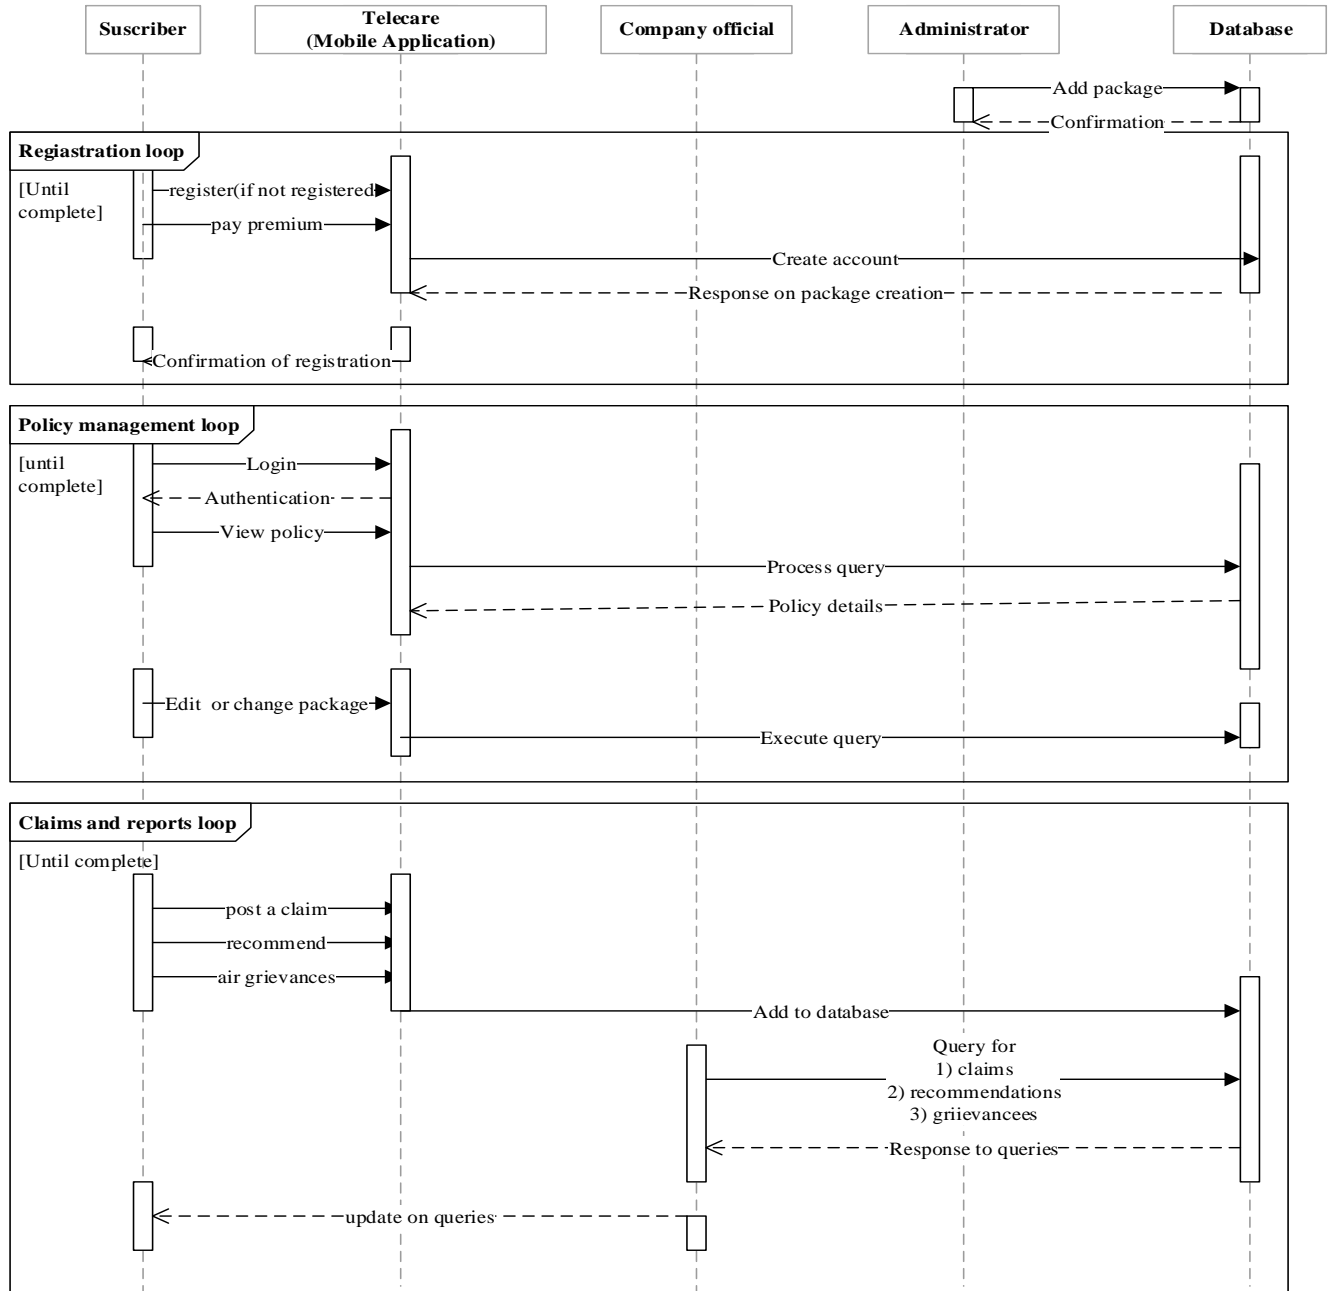 Suscriber
Telecare
(Mobile Application)
Company official
Administrator
Database
Add package
Confirmation
Regiastration loop
[Until
complete]
register(if not registered
pay premium
Create account
Response on package creation
Confirmation of registration
Policy management loop
[until
complete]
Login
Authentication
View policy
Process query
Policy details
Edit  or change package
Execute query
Claims and reports loop
[Until complete]
post a claim
recommend
air grievances
Add to database
Query for
1) claims
2) recommendations
3) griievancees
Response to queries
update on queries